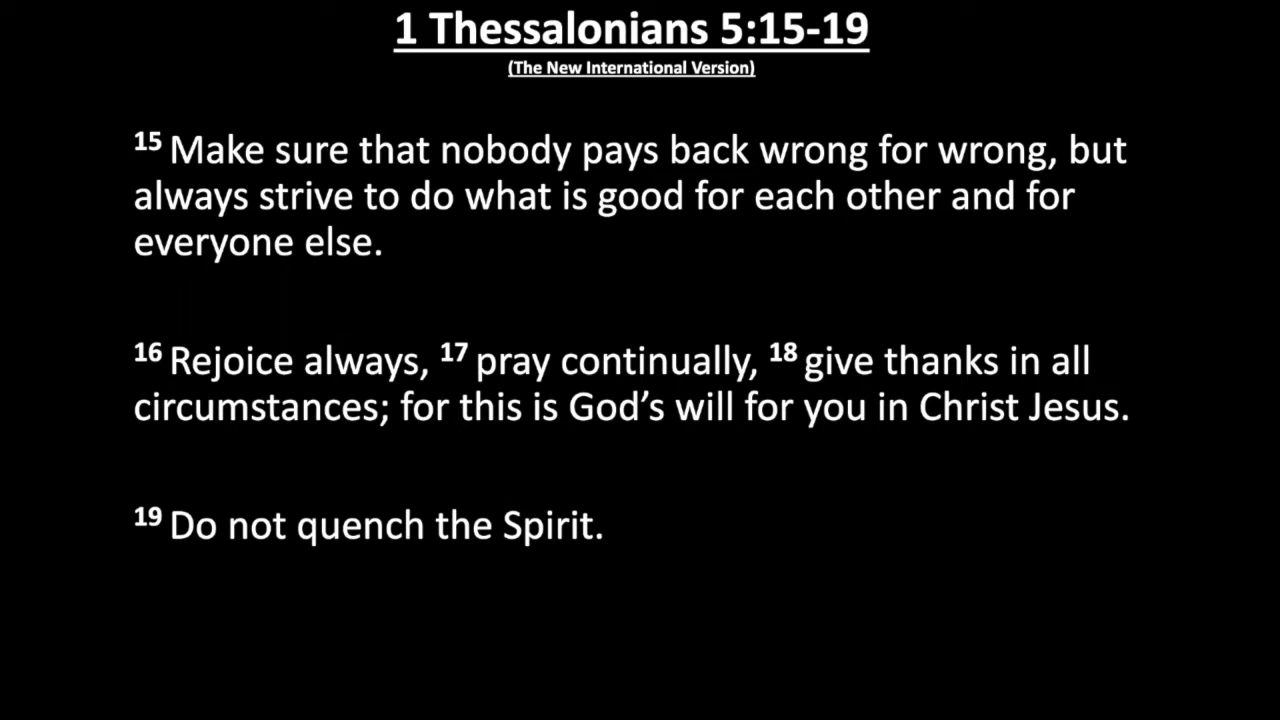 1 Thessalonians 5:15-19
(The New International Version)
15 Make sure that nobody pays back wrong for wrong, but
always strive to do what is good for each other and for
everyone else.
16 Rejoice always, 17 pray continually, 18 give thanks in all
circumstances; for this is God’s will for you in Christ Jesus.
19 Do not quench the Spirit.